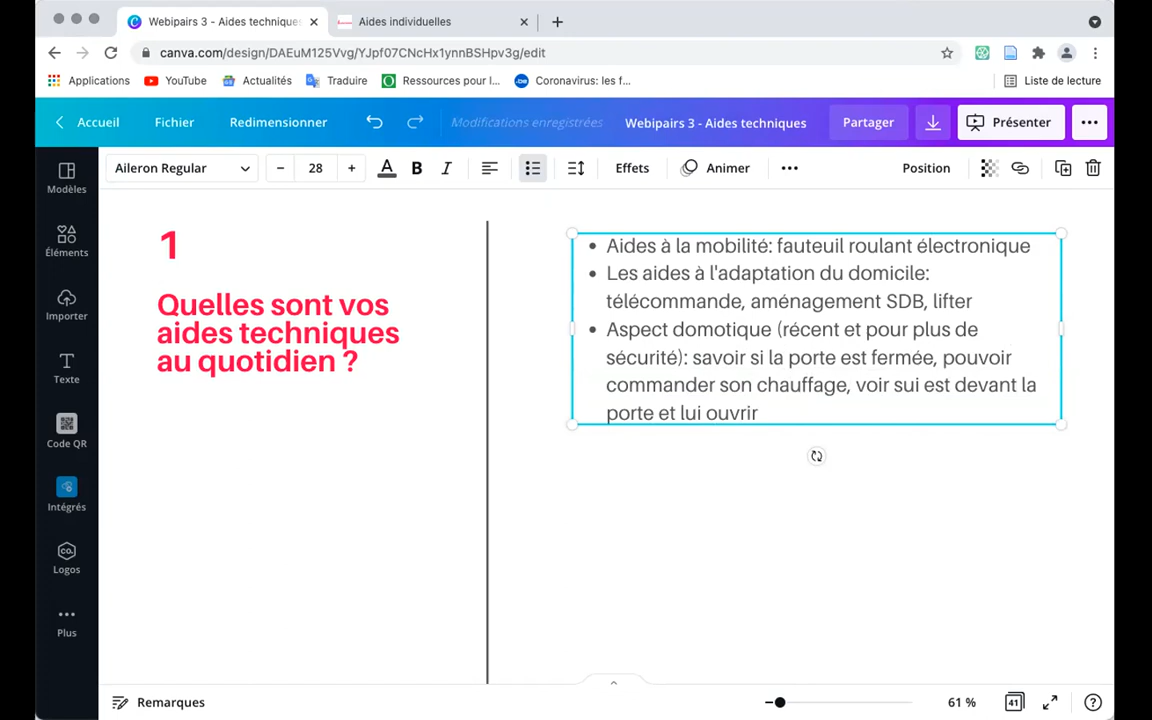 Webipairs 3 - Aides techniques
Aides individuelles
canva.com/design/DAEuM125Vvg/YJpf07CNcHx1ynnBSHpv3g/edit
Applications
YouTube
Actualités
Traduire
Ressources pour l...
Coronavirus: les f...
Liste de lecture
Accueil
Fichier
Redimensionner
Modifications enregistrées
Webipairs 3 - Aides techniques
Partager
Présenter
Aileron Regular
− 28 +
A B I
Effets
Animer
Position
Modèles
Éléments
Importer
Texte
Code QR
Intégrés
CO.
Logos
Plus
1
Quelles sont vos
aides techniques
au quotidien ?
• Aides à la mobilité: fauteuil roulant électronique
• Les aides à l'adaptation du domicile:
télécommande, aménagement SDB, lifter
• Aspect domotique (récent et pour plus de
sécurité): savoir si la porte est fermée, pouvoir
commander son chauffage, voir sui est devant la
porte et lui ouvrir
Remarques
61 %
41